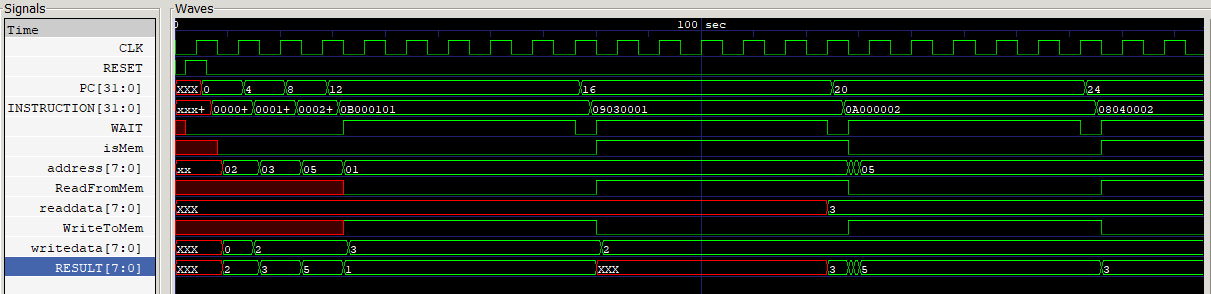 Signals
Waves
Time
0
100 sec
CLK
RESET
PC[31:0]
XXX 0 4 8 12 16 20 24
INSTRUCTION[31:0]
xxx+ 0000+ 0001+ 0002+ 0B000101 09030001 0A000002 08040002
WAIT
isMem
address[7:0]
xx 02 03 05 01 05
ReadFromMem
readdata[7:0]
XXX 3
WriteToMem
writedata[7:0]
XXX 0 2 3 2
RESULT[7:0]
XXX 2 3 5 1 XXX 3 5 3